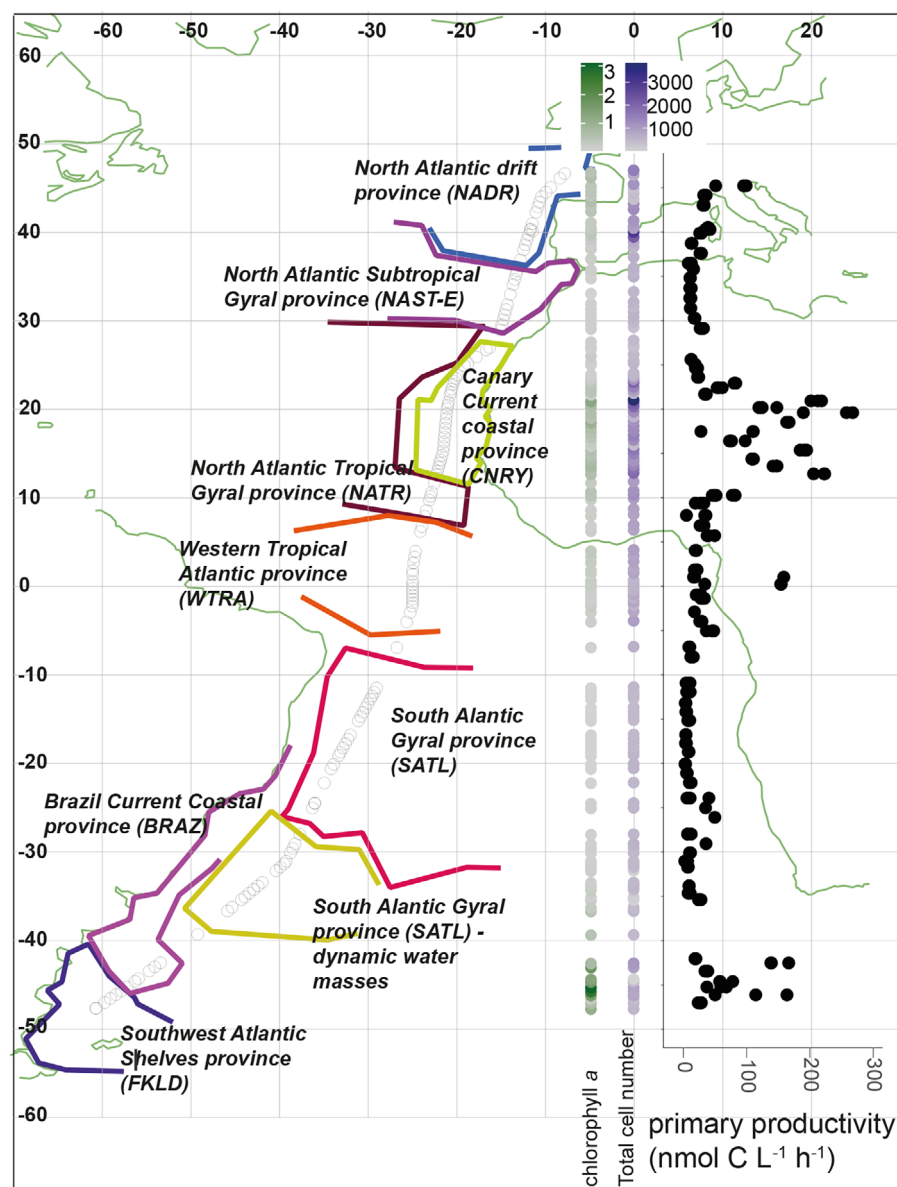 -60 -50 -40 -30 -20 -10 0 10 20
60
50
40
30
20
10
0
-10
-20
-30
-40
-50
-60
3
2
1
3000
2000
1000
North Atlantic drift
province (NADR)
North Atlantic Subtropical
Gyral province (NAST-E)
Canary
Current
coastal
province
(CNRY)
North Atlantic Tropical
Gyral province (NATR)
Western Tropical
Atlantic province
(WTRA)
South Alantic
Gyral province
(SATL)
Brazil Current Coastal
province (BRAZ)
South Alantic Gyral
province (SATL) -
dynamic water
masses
Southwest Atlantic
Shelves province
(FKLD)
chlorophyll a
Total cell number
0 100 200 300
primary productivity
(nmol C L⁻¹ h⁻¹)